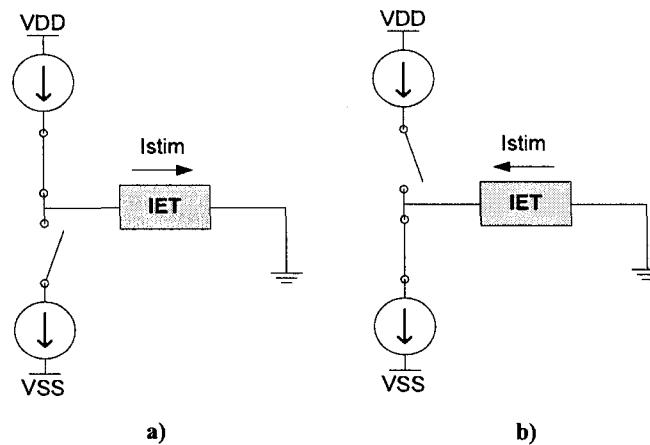 VDD
VDD
Istim
Istim
IET
IET
VSS
VSS
a)
b)